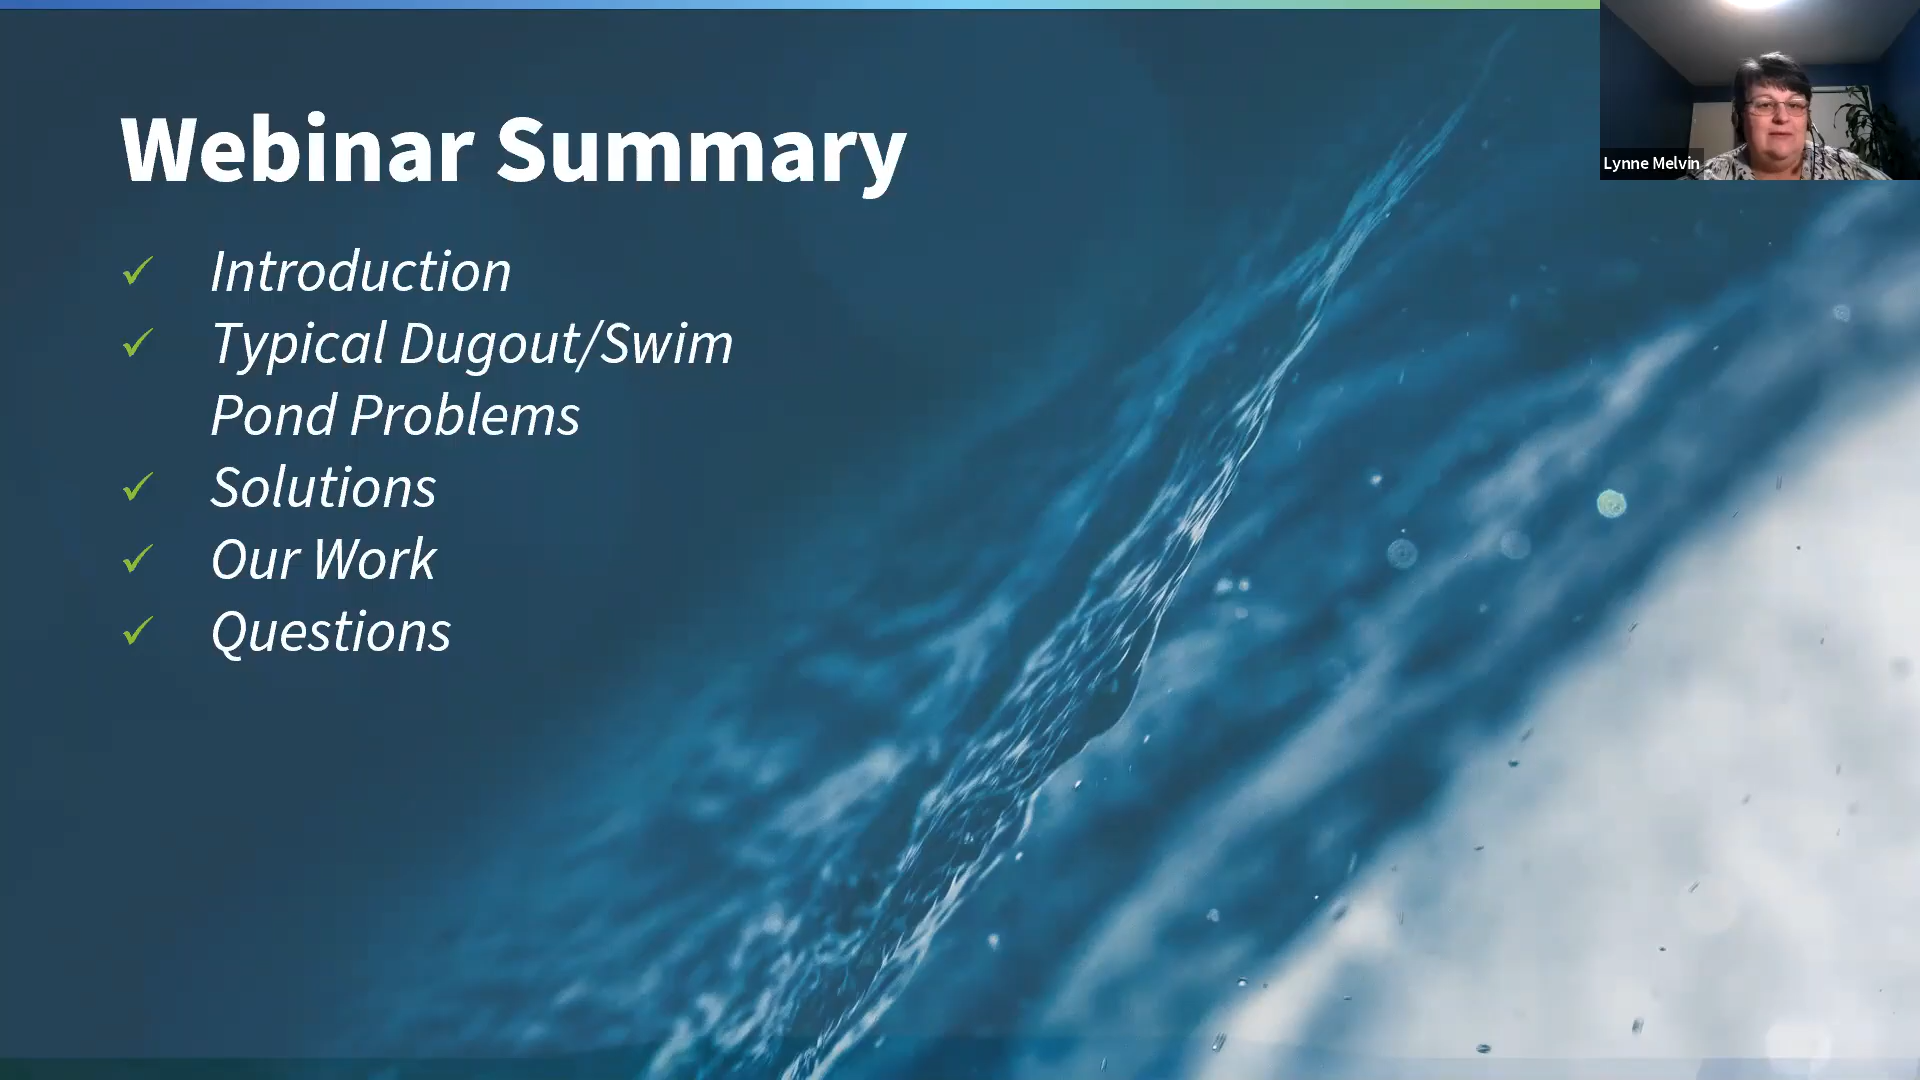 Webinar Summary
Introduction
Typical Dugout/Swim
Pond Problems
Solutions
Our Work
Questions
Lynne Melvin